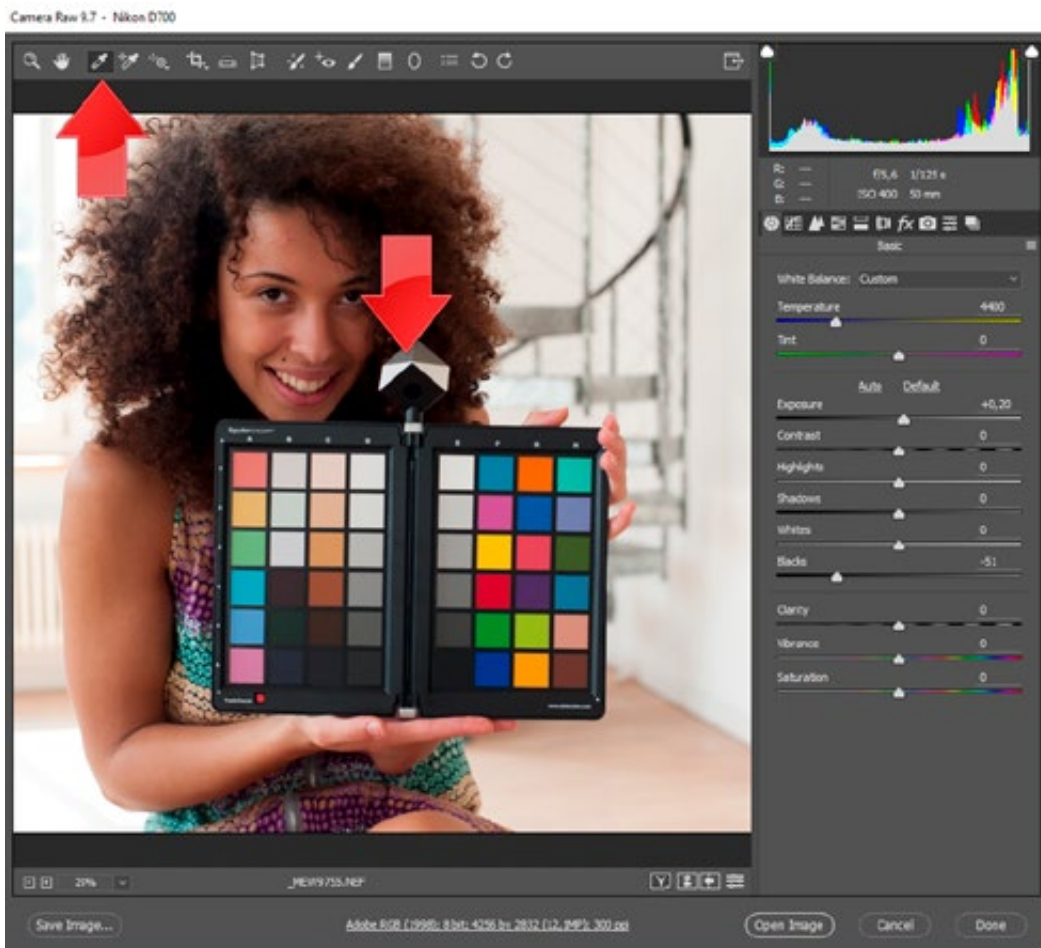 Camera Raw 9.7 - Nikon D700
R: ---
G: ---
B: ---
f/5,6 1/125 s
ISO 400 50 mm
Basic
White Balance: Custom
Temperature 4400
Tint 0
Auto Default
Exposure +0,20
Contrast 0
Highlights 0
Shadows 0
Whites 0
Blacks -51
Clarity 0
Vibrance 0
Saturation 0
A B C D
E F G H
Y
fx
Save Image...
Adobe RGB (1998); 8 bit; 4256 by 2832 (12,1MP); 300 ppi
Open Image
Cancel
Done